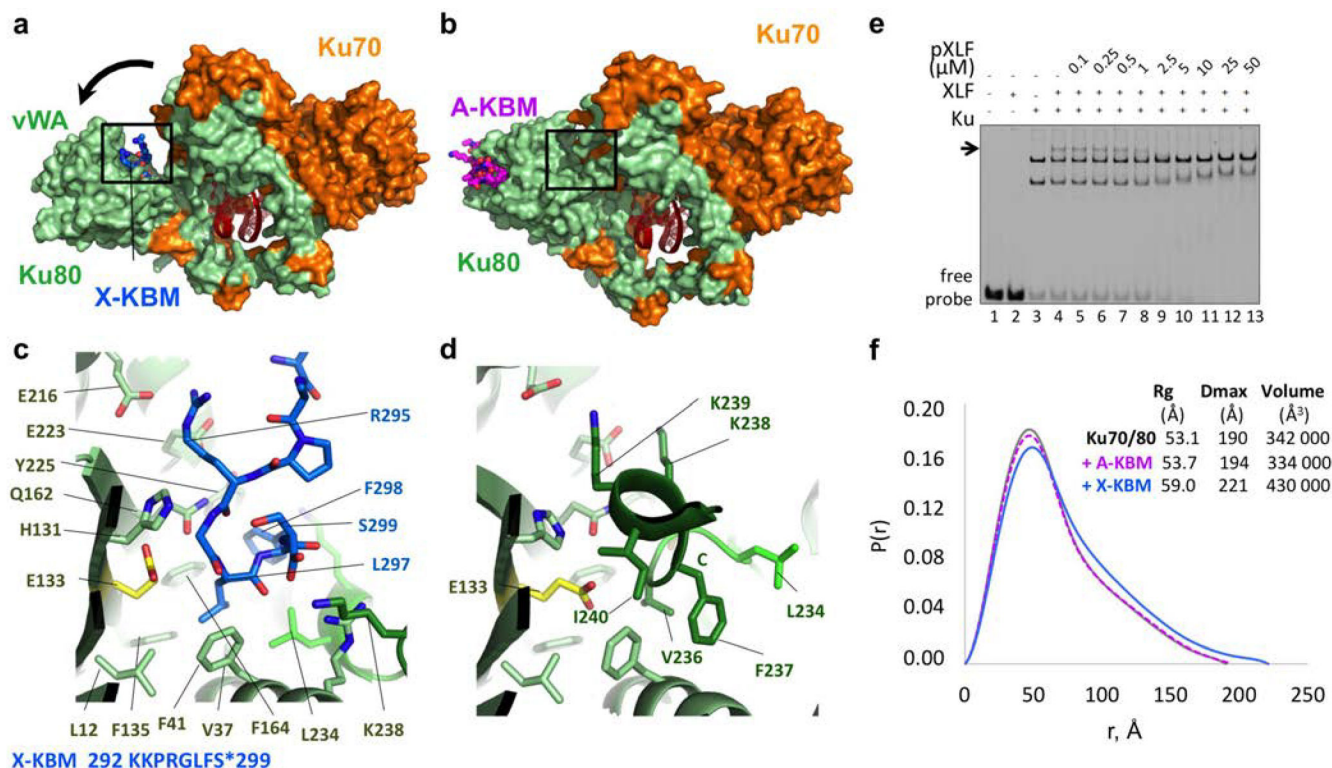 a
Ku70
vWA
Ku80
X-KBM
b
Ku70
A-KBM
Ku80
c
E216
E223
Y225
Q162
H131
E133
L12
F135
F41
V37
F164
L234
K238
R295
F298
S299
L297
X-KBM 292 KKPRGLFS*299
d
K239
K238
E133
C
L234
I240
V236
F237
e
pXLF (μM) - - - - 0.1 0.25 0.5 1 2.5 5 10 25 50
XLF - + - + + + + + + + + + +
Ku - - + + + + + + + + + + +
free
probe
1 2 3 4 5 6 7 8 9 10 11 12 13
f
Rg Dmax Volume
(Å) (Å) (Å³)
Ku70/80 53.1 190 342 000
+ A-KBM 53.7 194 334 000
+ X-KBM 59.0 221 430 000
P(r)
0.20
0.16
0.12
0.08
0.04
0.00
0 50 100 150 200 250
r, Å